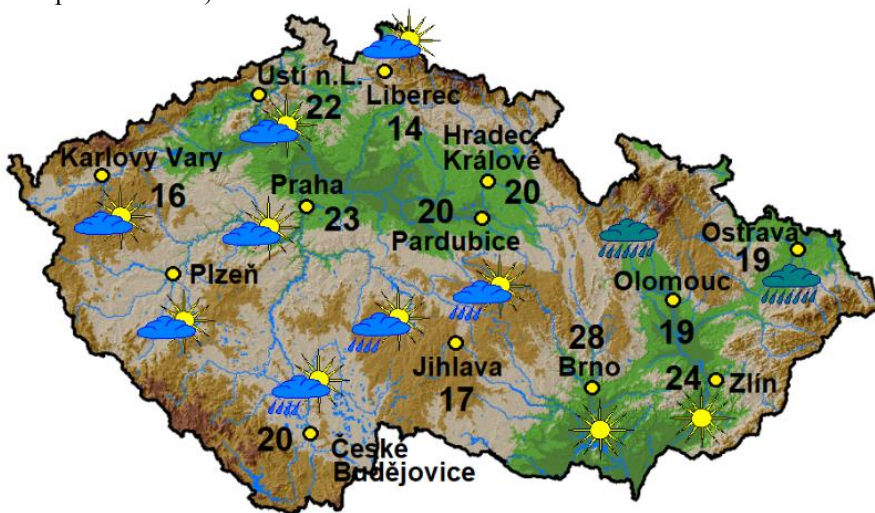 Ústí n.L.
22
Liberec
14
Hradec
Králové
20
Karlovy Vary
16
Praha
23
20
Pardubice
Ostrava
19
Plzeň
Olomouc
19
28
Brno
Jihlava
17
24
Zlín
20
České
Budějovice